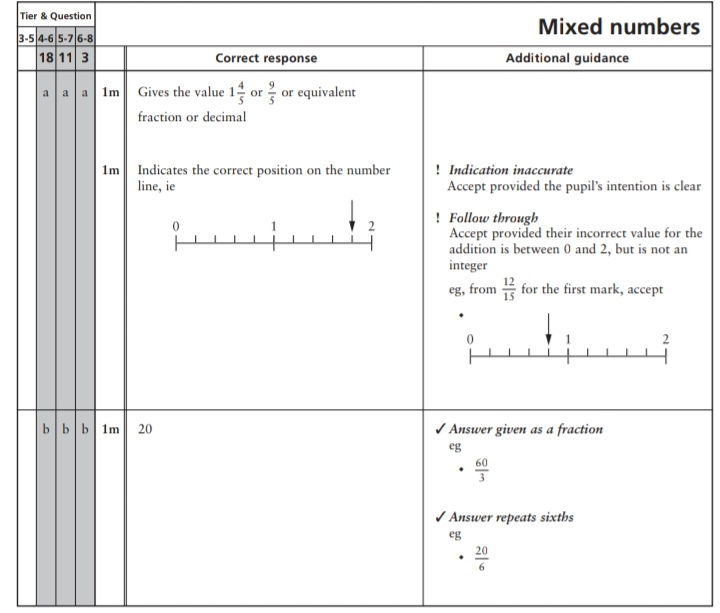 Tier & Question
Mixed numbers
3-5 4-6 5-7 6-8
18 11 3
Correct response
Additional guidance
a a a 1m Gives the value 1 4/5 or 9/5 or equivalent
fraction or decimal
1m Indicates the correct position on the number
line, ie
0 1 2
! Indication inaccurate
Accept provided the pupil's intention is clear
! Follow through
Accept provided their incorrect value for the
addition is between 0 and 2, but is not an
integer
eg, from 12/15 for the first mark, accept
•
0 1 2
b b b 1m 20
✓ Answer given as a fraction
eg
• 60/3
✓ Answer repeats sixths
eg
• 20/6